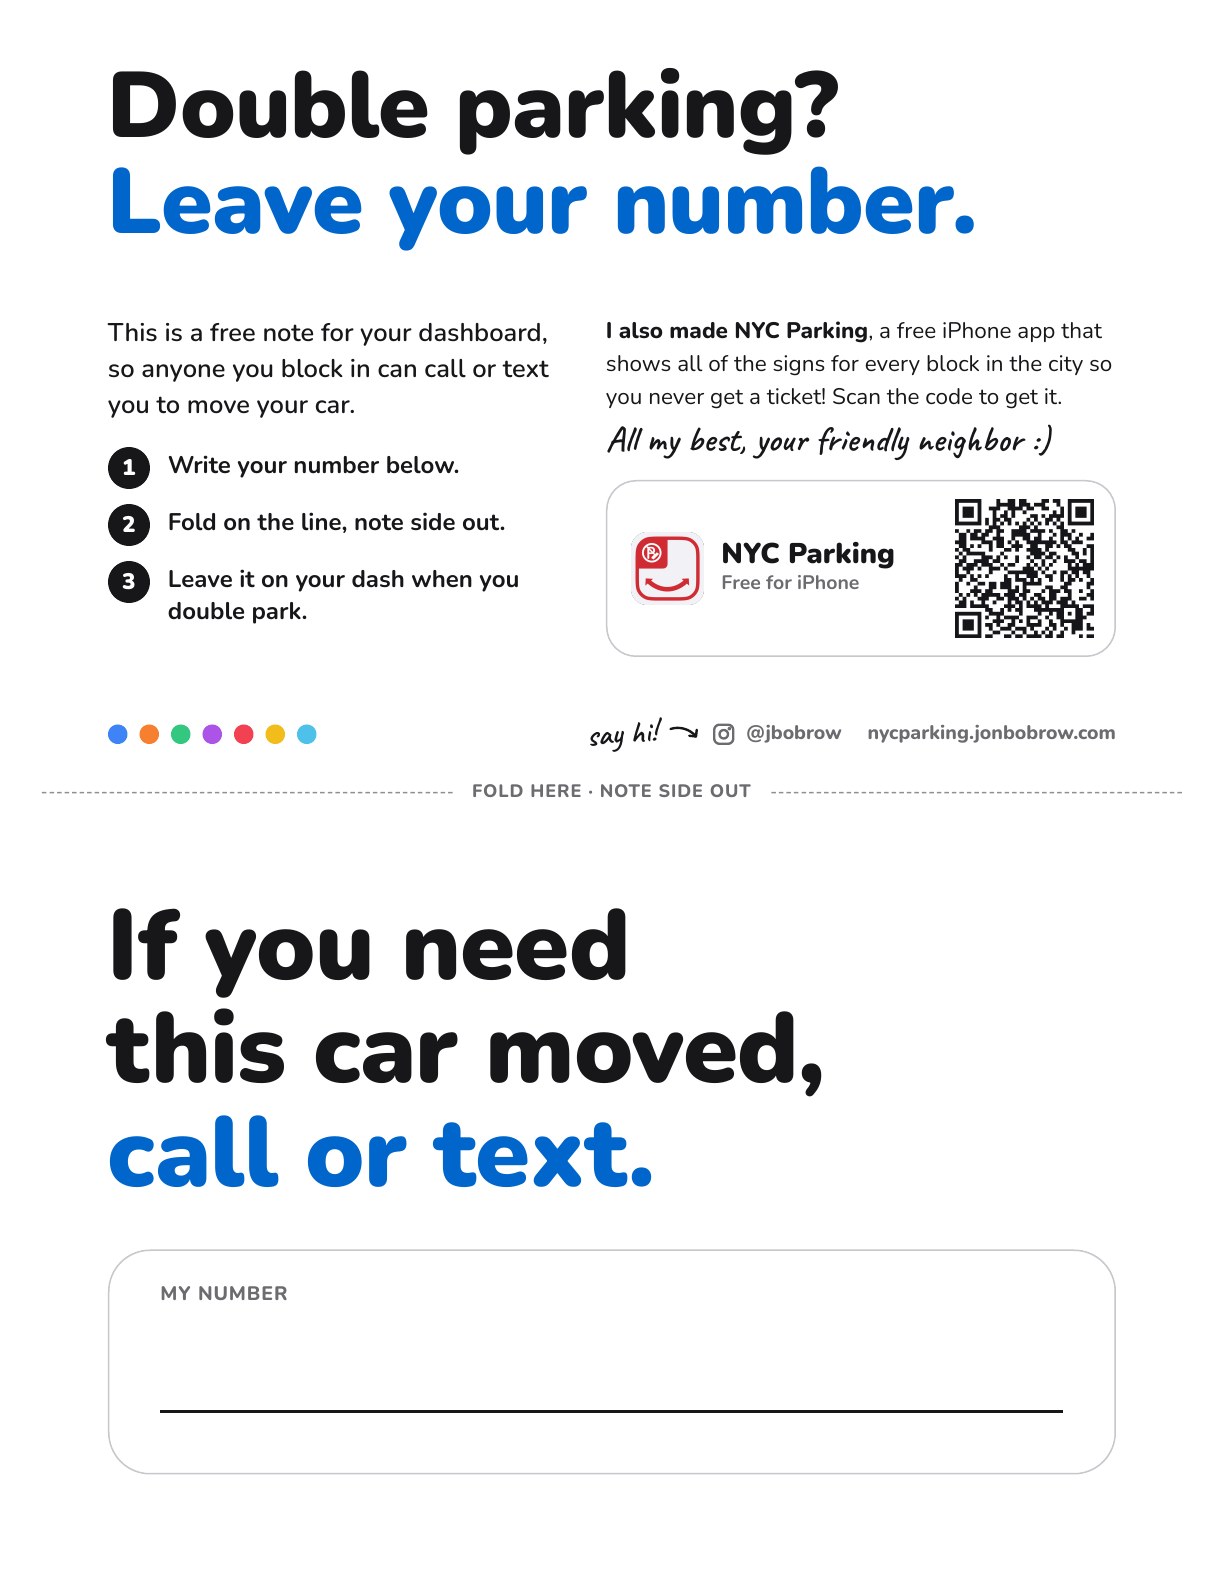 Double parking?
Leave your number.
This is a free note for your dashboard,
so anyone you block in can call or text
you to move your car.
1 Write your number below.
2 Fold on the line, note side out.
3 Leave it on your dash when you
double park.
I also made NYC Parking, a free iPhone app that
shows all of the signs for every block in the city so
you never get a ticket! Scan the code to get it.
All my best, your friendly neighbor :)
NYC Parking
Free for iPhone
say hi! @jbobrow nycparking.jonbobrow.com
FOLD HERE · NOTE SIDE OUT
If you need
this car moved,
call or text.
MY NUMBER